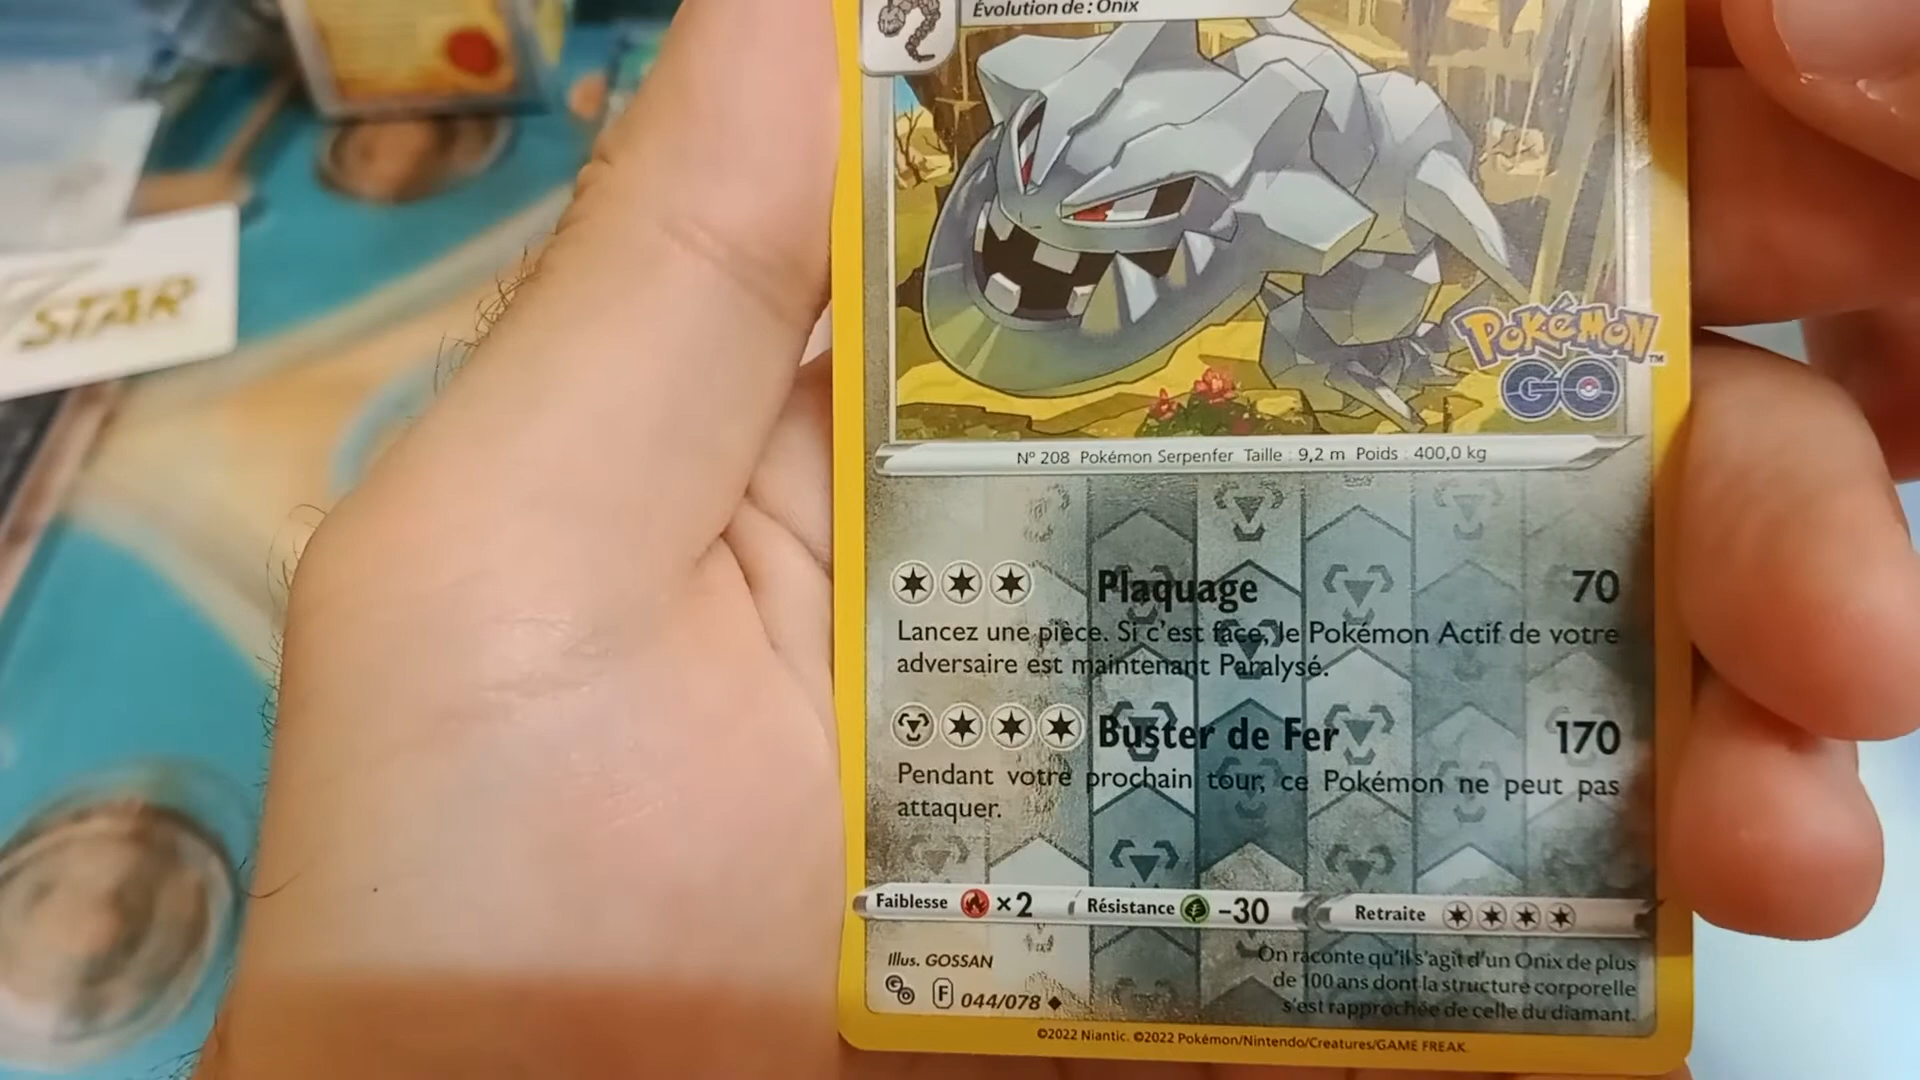 Évolution de : Onix
STAR
POKÉMON
GO
™
Nº 208 Pokémon Serpenfer Taille : 9,2 m Poids : 400,0 kg
Plaquage 70
Lancez une pièce. Si c'est face, le Pokémon Actif de votre
adversaire est maintenant Paralysé.
Buster de Fer 170
Pendant votre prochain tour, ce Pokémon ne peut pas
attaquer.
Faiblesse ×2 Résistance -30 Retraite
Illus. GOSSAN
GO F 044/078
On raconte qu'il s'agit d'un Onix de plus
de 100 ans dont la structure corporelle
s'est rapprochée de celle du diamant.
©2022 Niantic. ©2022 Pokémon/Nintendo/Creatures/GAME FREAK.